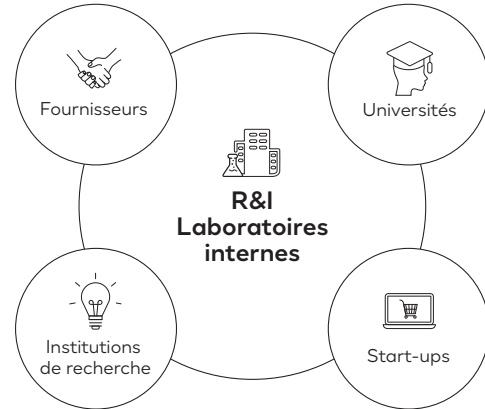 Fournisseurs
Universités
R&I
Laboratoires
internes
Institutions
de recherche
Start-ups